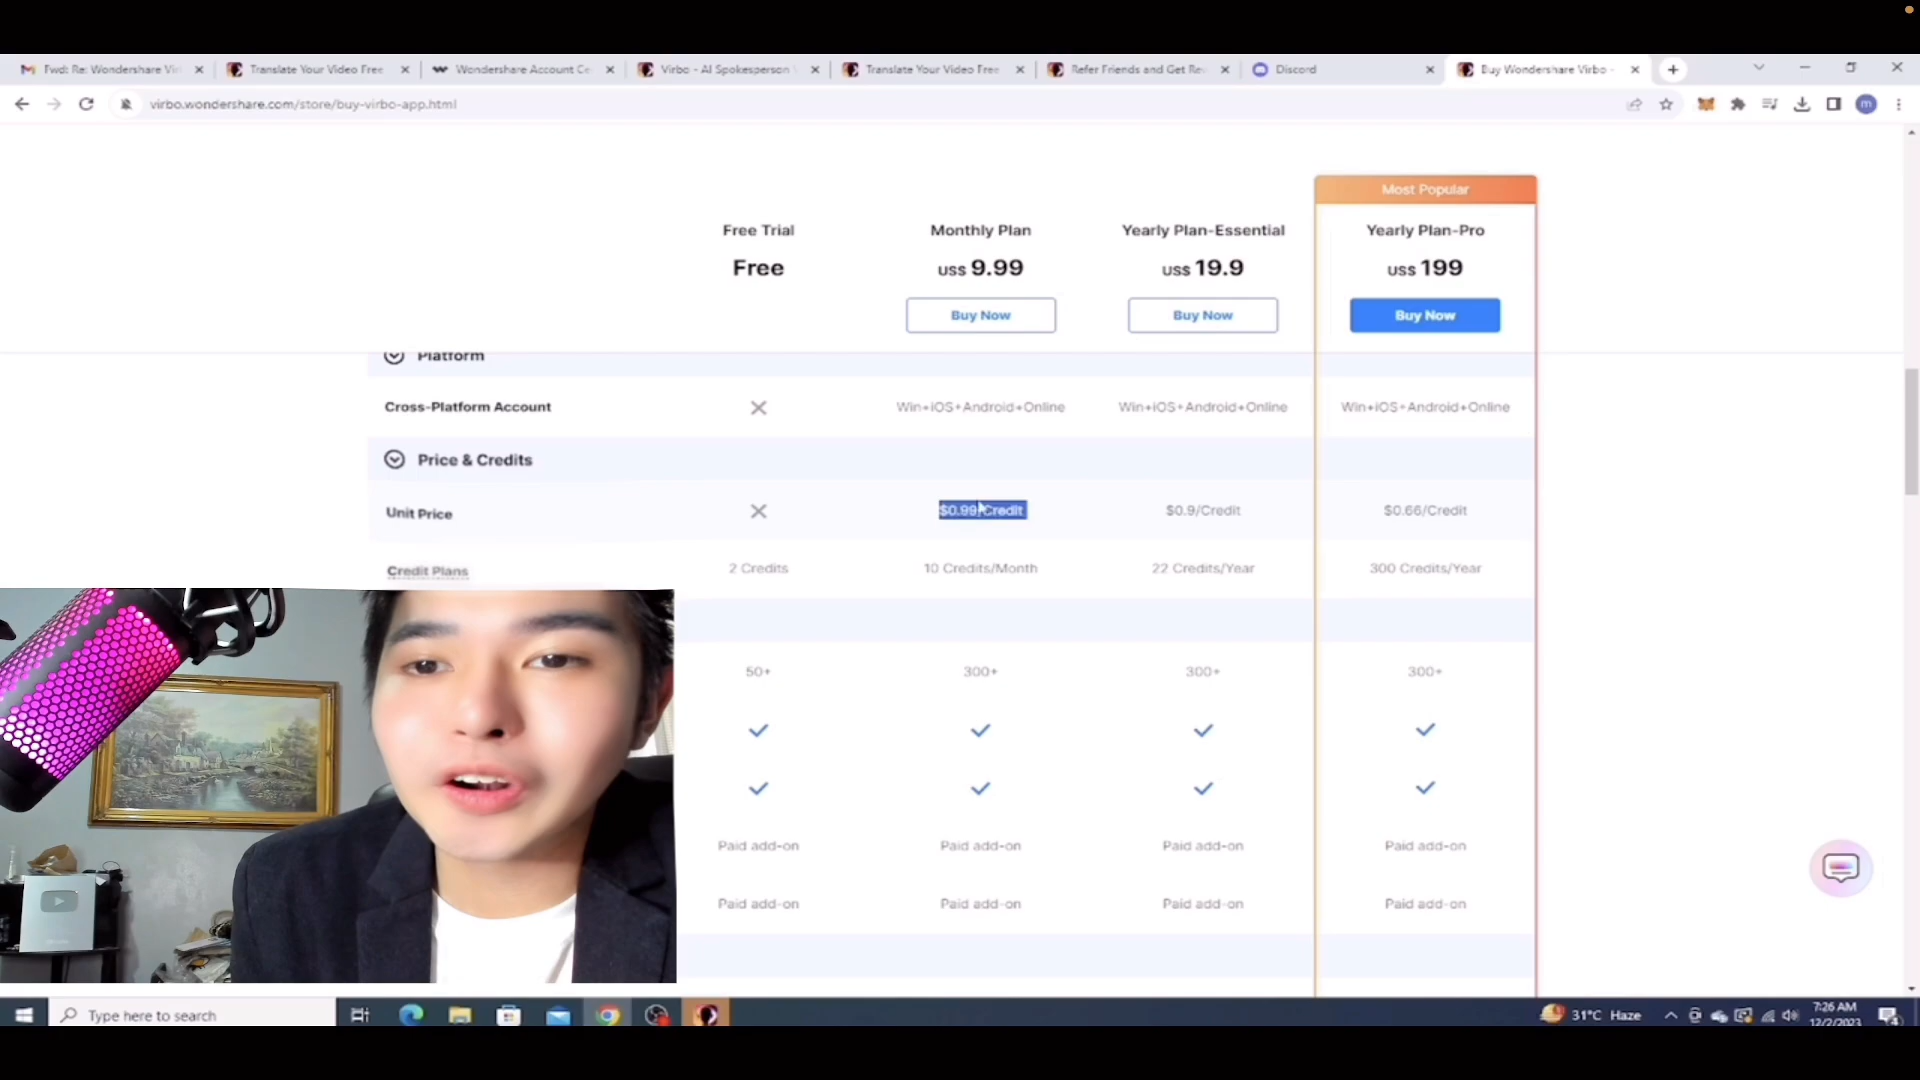 Fwd: Re: Wondershare Vir
Translate Your Video Free
Wondershare Account Ce
Virbo - AI Spokesperson V
Translate Your Video Free
Refer Friends and Get Re
Discord
Buy Wondershare Virbo -
virbo.wondershare.com/store/buy-virbo-app.html
m
Most Popular
Free Trial
Monthly Plan
Yearly Plan-Essential
Yearly Plan-Pro
Free
US$ 9.99
US$ 19.9
US$ 199
Buy Now
Buy Now
Buy Now
Platform
Cross-Platform Account
Win+iOS+Android+Online
Win+iOS+Android+Online
Win+iOS+Android+Online
Price & Credits
Unit Price
$0.99/Credit
$0.9/Credit
$0.66/Credit
Credit Plans
2 Credits
10 Credits/Month
22 Credits/Year
300 Credits/Year
50+
300+
300+
300+
Paid add-on
Paid add-on
Paid add-on
Paid add-on
Paid add-on
Paid add-on
Paid add-on
Paid add-on
Type here to search
31°C Haze
7:26 AM
12/2/2023